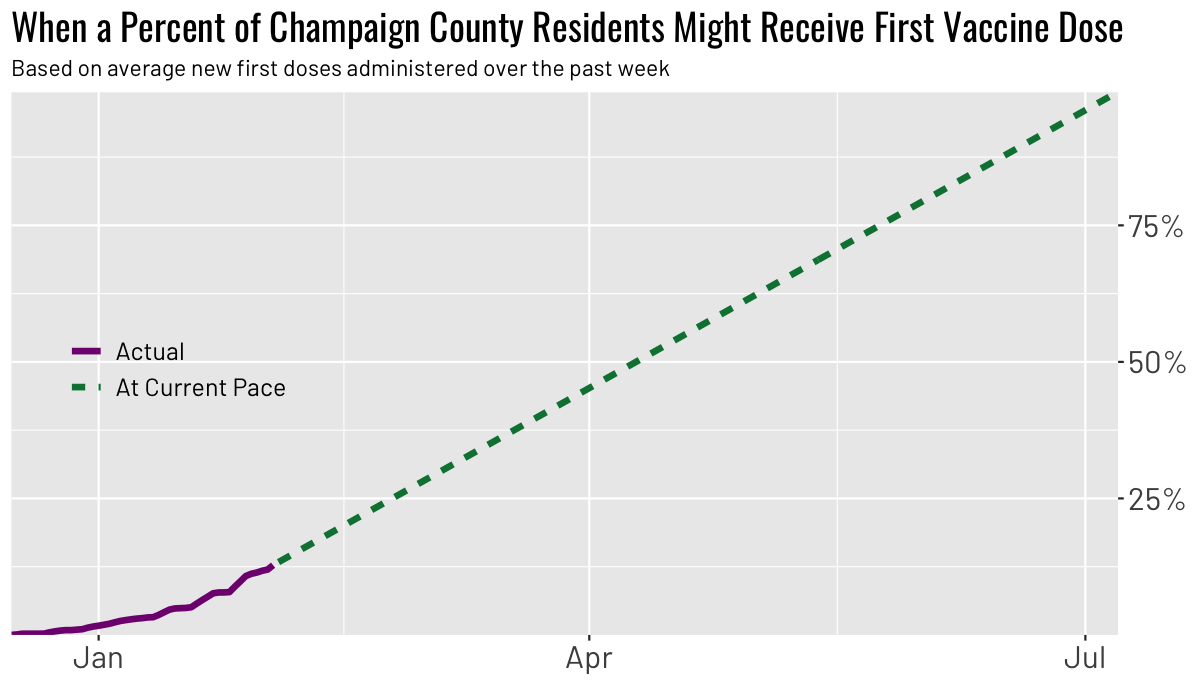 When a Percent of Champaign County Residents Might Receive First Vaccine Dose
Based on average new first doses administered over the past week
75%
Actual
50%
At Current Pace
25%
Jan Apr Jul